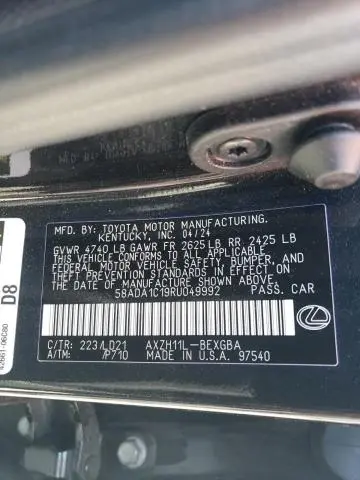 MFD. BY: TOYOTA MOTOR MANUFACTURING,
KENTUCKY, INC. 04/24
GVWR 4740 LB GAWR FR 2625 LB RR 2425 LB
THIS VEHICLE CONFORMS TO ALL APPLICABLE
FEDERAL MOTOR VEHICLE SAFETY, BUMPER, AND
THEFT PREVENTION STANDARDS IN EFFECT ON
THE DATE OF MANUFACTURE SHOWN ABOVE.
58ADA1C19RU049992 PASS. CAR
C/TR: 223/LD21 AXZH11L-BEXGBA
A/TM: /P710 MADE IN U.S.A. 97540
D8